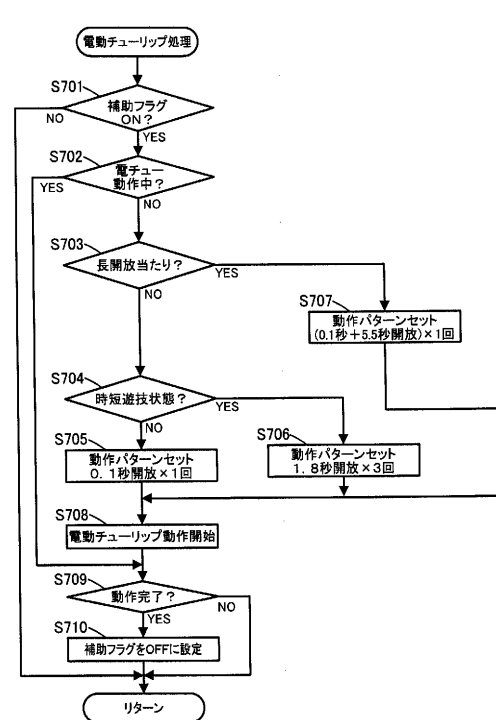 電動チューリップ処理
S701
補助フラグ
ON?
NO
YES
S702
電チュー
動作中?
YES
NO
S703
長開放当たり?
YES
NO
S707
動作パターンセット
(0.1秒+5.5秒開放)×1回
S704
時短遊技状態?
YES
NO
S705
動作パターンセット
0.1秒開放×1回
S706
動作パターンセット
1.8秒開放×3回
S708
電動チューリップ動作開始
S709
動作完了?
NO
YES
S710
補助フラグをOFFに設定
リターン